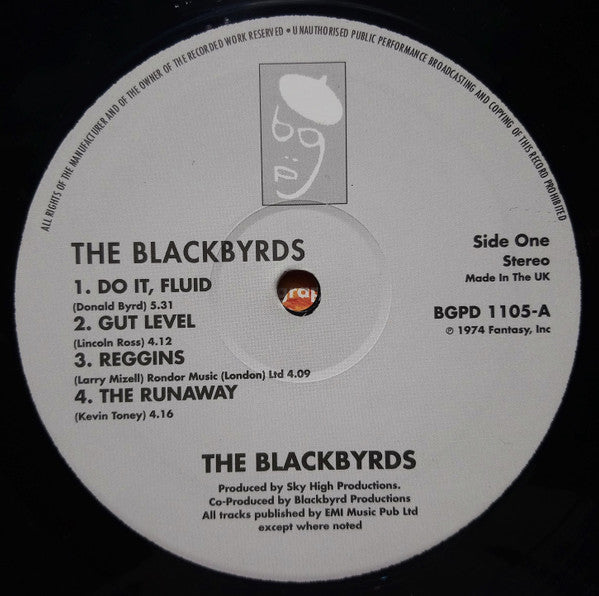 ALL RIGHTS OF THE MANUFACTURER AND OF THE OWNER OF THE RECORDED WORK RESERVED • UNAUTHORISED PUBLIC PERFORMANCE BROADCASTING AND COPYING OF THIS RECORD PROHIBITED
THE BLACKBYRDS
Side One
Stereo
Made In The UK
1. DO IT, FLUID
(Donald Byrd) 5.31
2. GUT LEVEL
(Lincoln Ross) 4.12
3. REGGINS
(Larry Mizell) Rondor Music (London) Ltd 4.09
4. THE RUNAWAY
(Kevin Toney) 4.16
BGPD 1105-A
℗ 1974 Fantasy, Inc
grap
THE BLACKBYRDS
Produced by Sky High Productions.
Co-Produced by Blackbyrd Productions
All tracks published by EMI Music Pub Ltd
except where noted